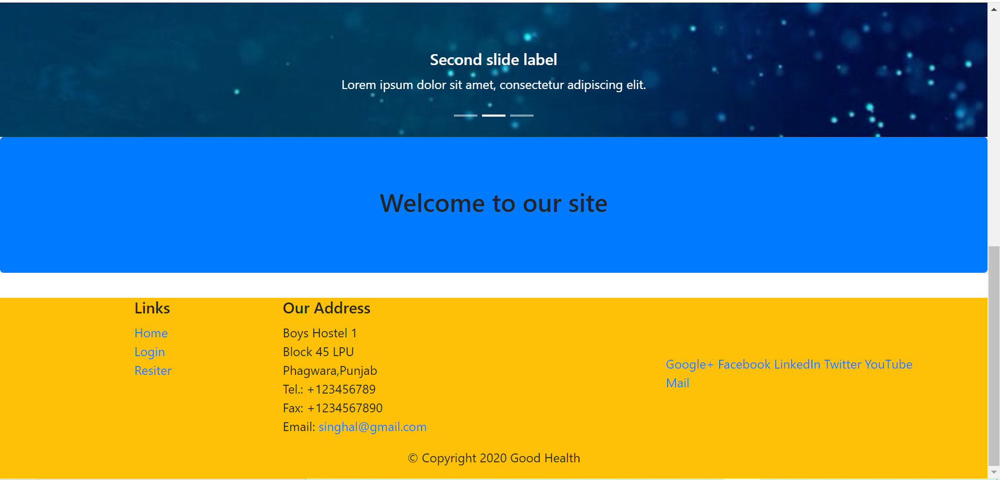 Second slide label
Lorem ipsum dolor sit amet, consectetur adipiscing elit.
Welcome to our site
Links
Home
Login
Resiter
Our Address
Boys Hostel 1
Block 45 LPU
Phagwara,Punjab
Tel.: +123456789
Fax: +1234567890
Email: singhal@gmail.com
Google+ Facebook LinkedIn Twitter YouTube
Mail
© Copyright 2020 Good Health